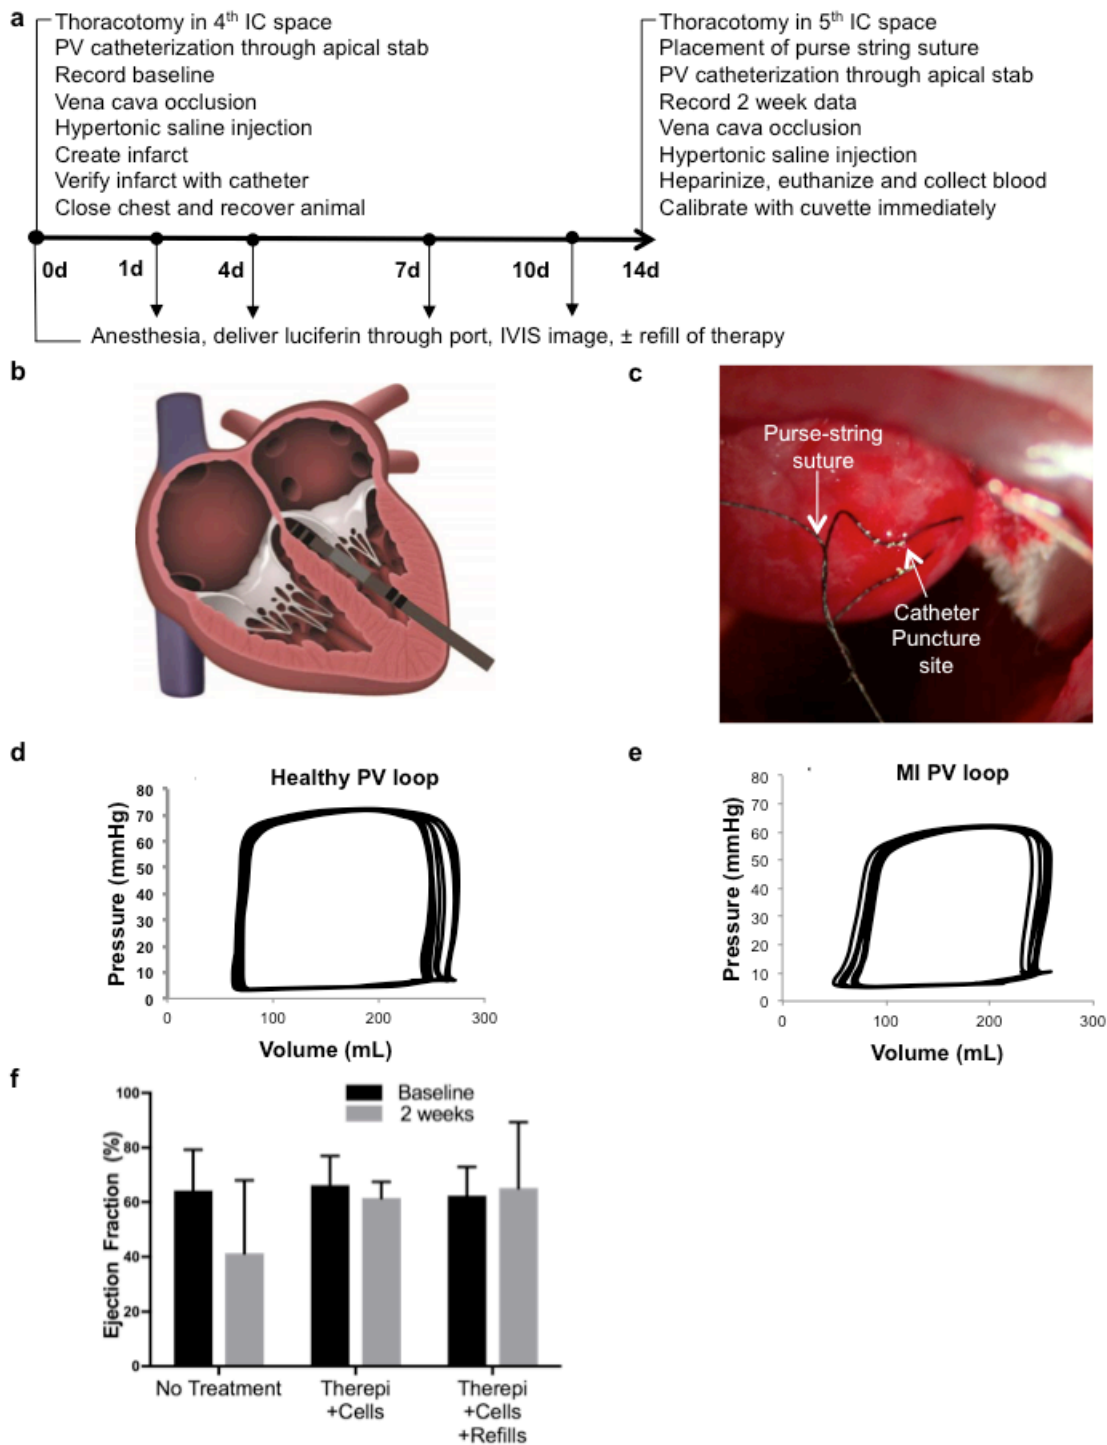 a
Thoracotomy in 4th IC space
PV catheterization through apical stab
Record baseline
Vena cava occlusion
Hypertonic saline injection
Create infarct
Verify infarct with catheter
Close chest and recover animal
Thoracotomy in 5th IC space
Placement of purse string suture
PV catheterization through apical stab
Record 2 week data
Vena cava occlusion
Hypertonic saline injection
Heparinize, euthanize and collect blood
Calibrate with cuvette immediately
0d 1d 4d 7d 10d 14d
Anesthesia, deliver luciferin through port, IVIS image, ± refill of therapy
b
c
Purse-string
suture
Catheter
Puncture
site
d
Healthy PV loop
Pressure (mmHg)
80
70
60
50
40
30
20
10
0
0 100 200 300
Volume (mL)
e
MI PV loop
Pressure (mmHg)
80
70
60
50
40
30
20
10
0
0 100 200 300
Volume (mL)
f
Baseline
2 weeks
Ejection Fraction (%)
100
80
60
40
20
0
No Treatment
Therepi
+Cells
Therepi
+Cells
+Refills